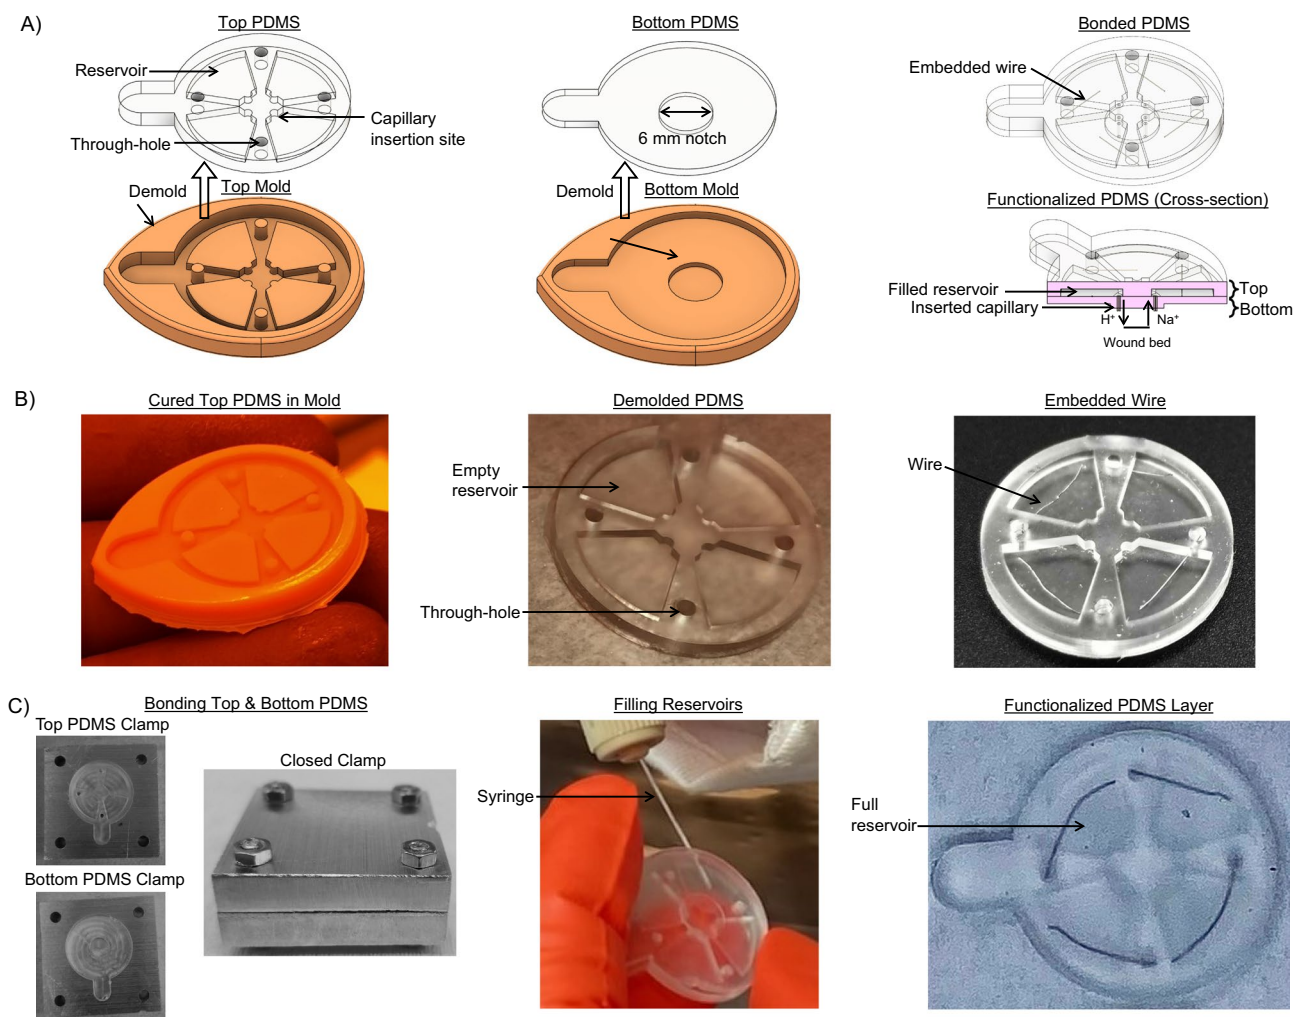 A)
Top PDMS
Reservoir
Through-hole
Capillary
insertion site
Demold
Top Mold
Bottom PDMS
6 mm notch
Demold
Bottom Mold
Bonded PDMS
Embedded wire
Functionalized PDMS (Cross-section)
Filled reservoir
Inserted capillary
Top
Bottom
H⁺
Na⁺
Wound bed
B)
Cured Top PDMS in Mold
Demolded PDMS
Empty
reservoir
Through-hole
Embedded Wire
Wire
C)
Bonding Top & Bottom PDMS
Top PDMS Clamp
Closed Clamp
Bottom PDMS Clamp
Filling Reservoirs
Syringe
Functionalized PDMS Layer
Full
reservoir